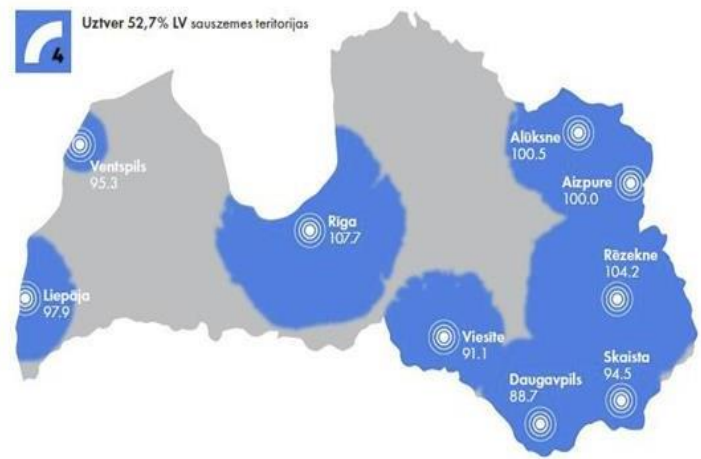 4
Uztver 52,7% LV sauszemes teritorijas
Ventspils
95.3
Alūksne
100.5
Aizpure
100.0
Rīga
107.7
Rēzekne
104.2
Liepāja
97.9
Viesīte
91.1
Skaista
94.5
Daugavpils
88.7